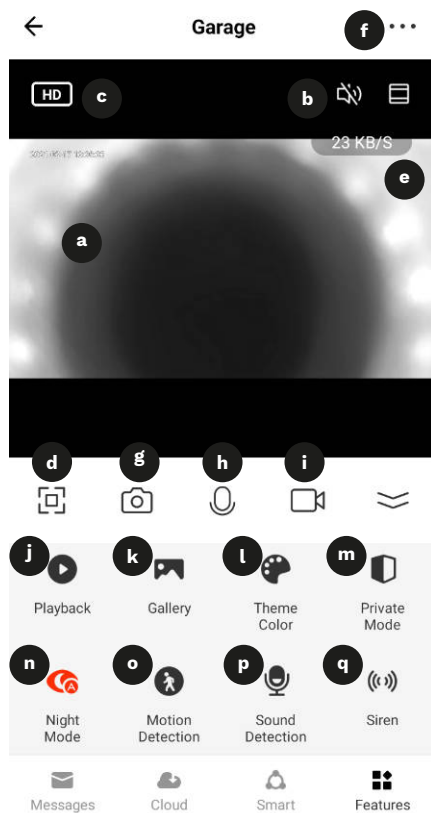 Garage
f
HD
c
b
23 KB/S
e
a
d
g
h
i
j
k
l
m
Playback
Gallery
Theme
Color
Private
Mode
n
A
o
p
q
Night
Mode
Motion
Detection
Sound
Detection
Siren
Messages
Cloud
Smart
Features